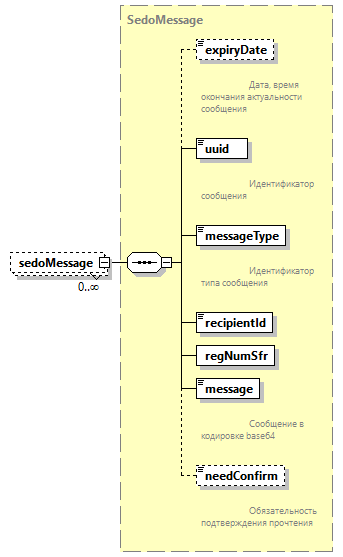 SedoMessage
expiryDate
Дата, время
окончания актуальности
сообщения
uuid
Идентификатор
сообщения
messageType
Идентификатор
типа сообщения
sedoMessage
0..∞
recipientId
regNumSfr
message
Сообщение в
кодировке base64
needConfirm
Обязательность
подтверждения прочтения